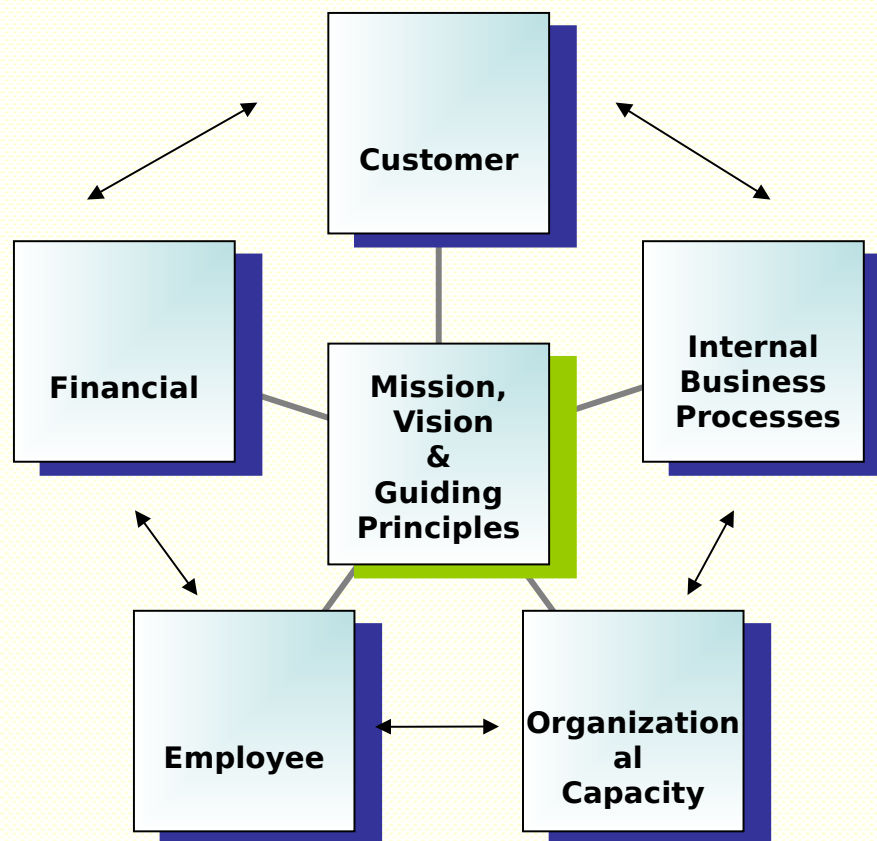 Customer
Financial
Mission,
Vision
&
Guiding
Principles
Internal
Business
Processes
Employee
Organization
al
Capacity